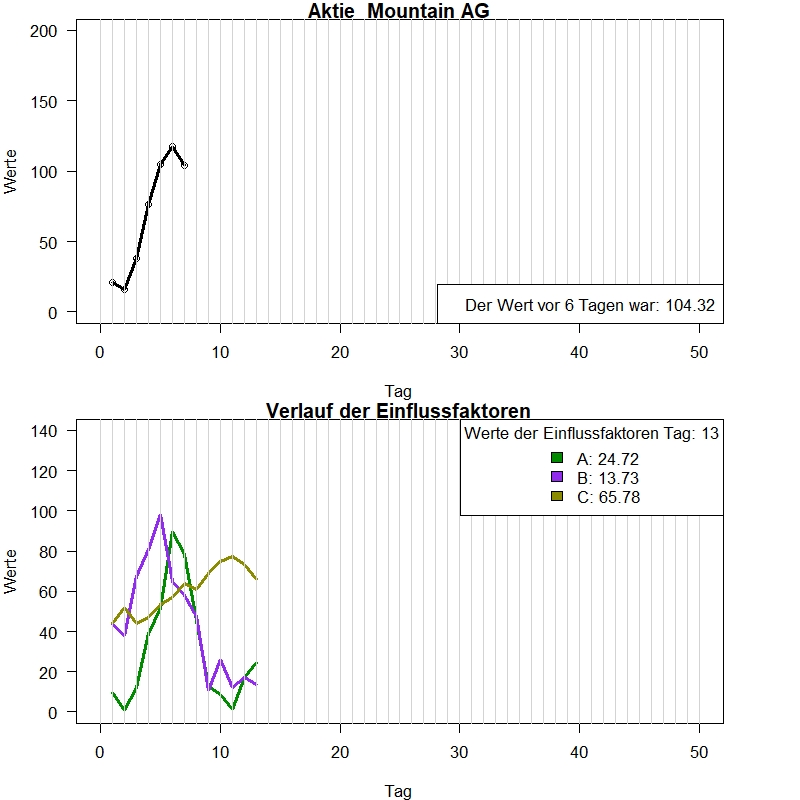 Aktie  Mountain AG
200
150
100
50
0
Werte
Der Wert vor 6 Tagen war: 104.32
0 10 20 30 40 50
Tag
Verlauf der Einflussfaktoren
140
120
100
80
60
40
20
0
Werte
Werte der Einflussfaktoren Tag: 13
A: 24.72
B: 13.73
C: 65.78
0 10 20 30 40 50
Tag